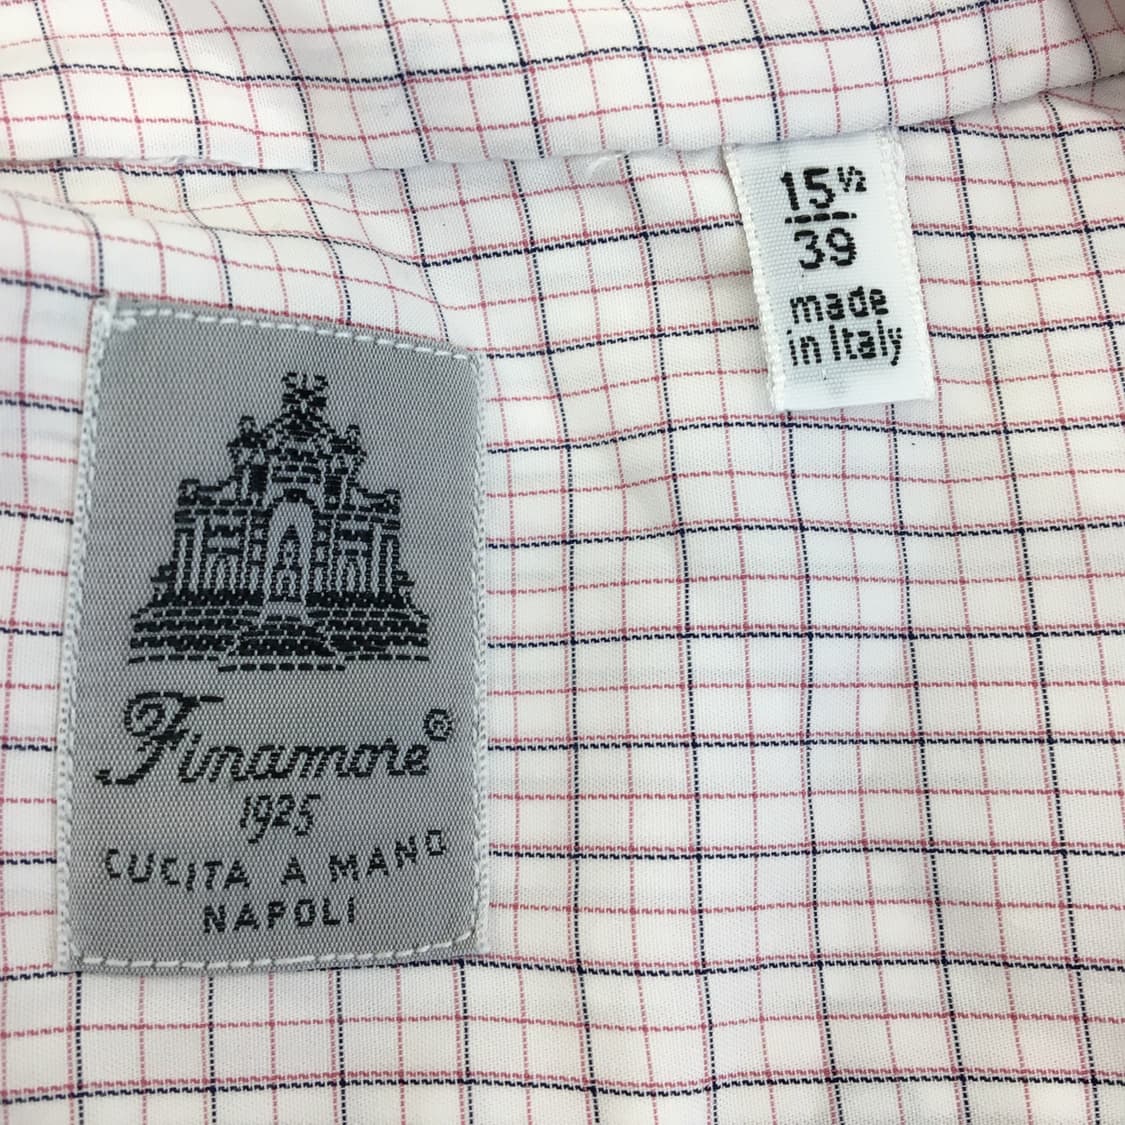 15½
39
made
in Italy
Finamore®
1925
CUCITA A MANO
NAPOLI